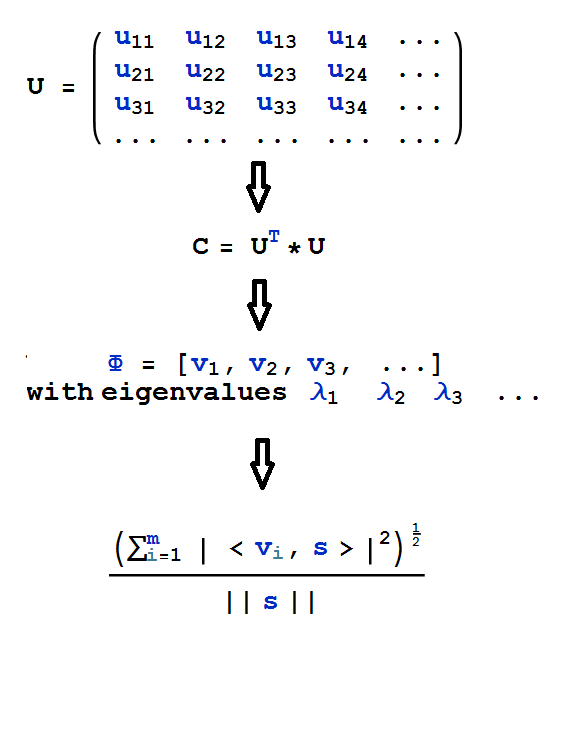 U = ( u11 u12 u13 u14 ...
u21 u22 u23 u24 ...
u31 u32 u33 u34 ...
... ... ... ... ... )
C = U^T * U
Φ = [v1, v2, v3, ...]
with eigenvalues λ1 λ2 λ3 ...
(∑_{i=1}^{m} | < v_i, s > |^2)^{1/2}
||s||